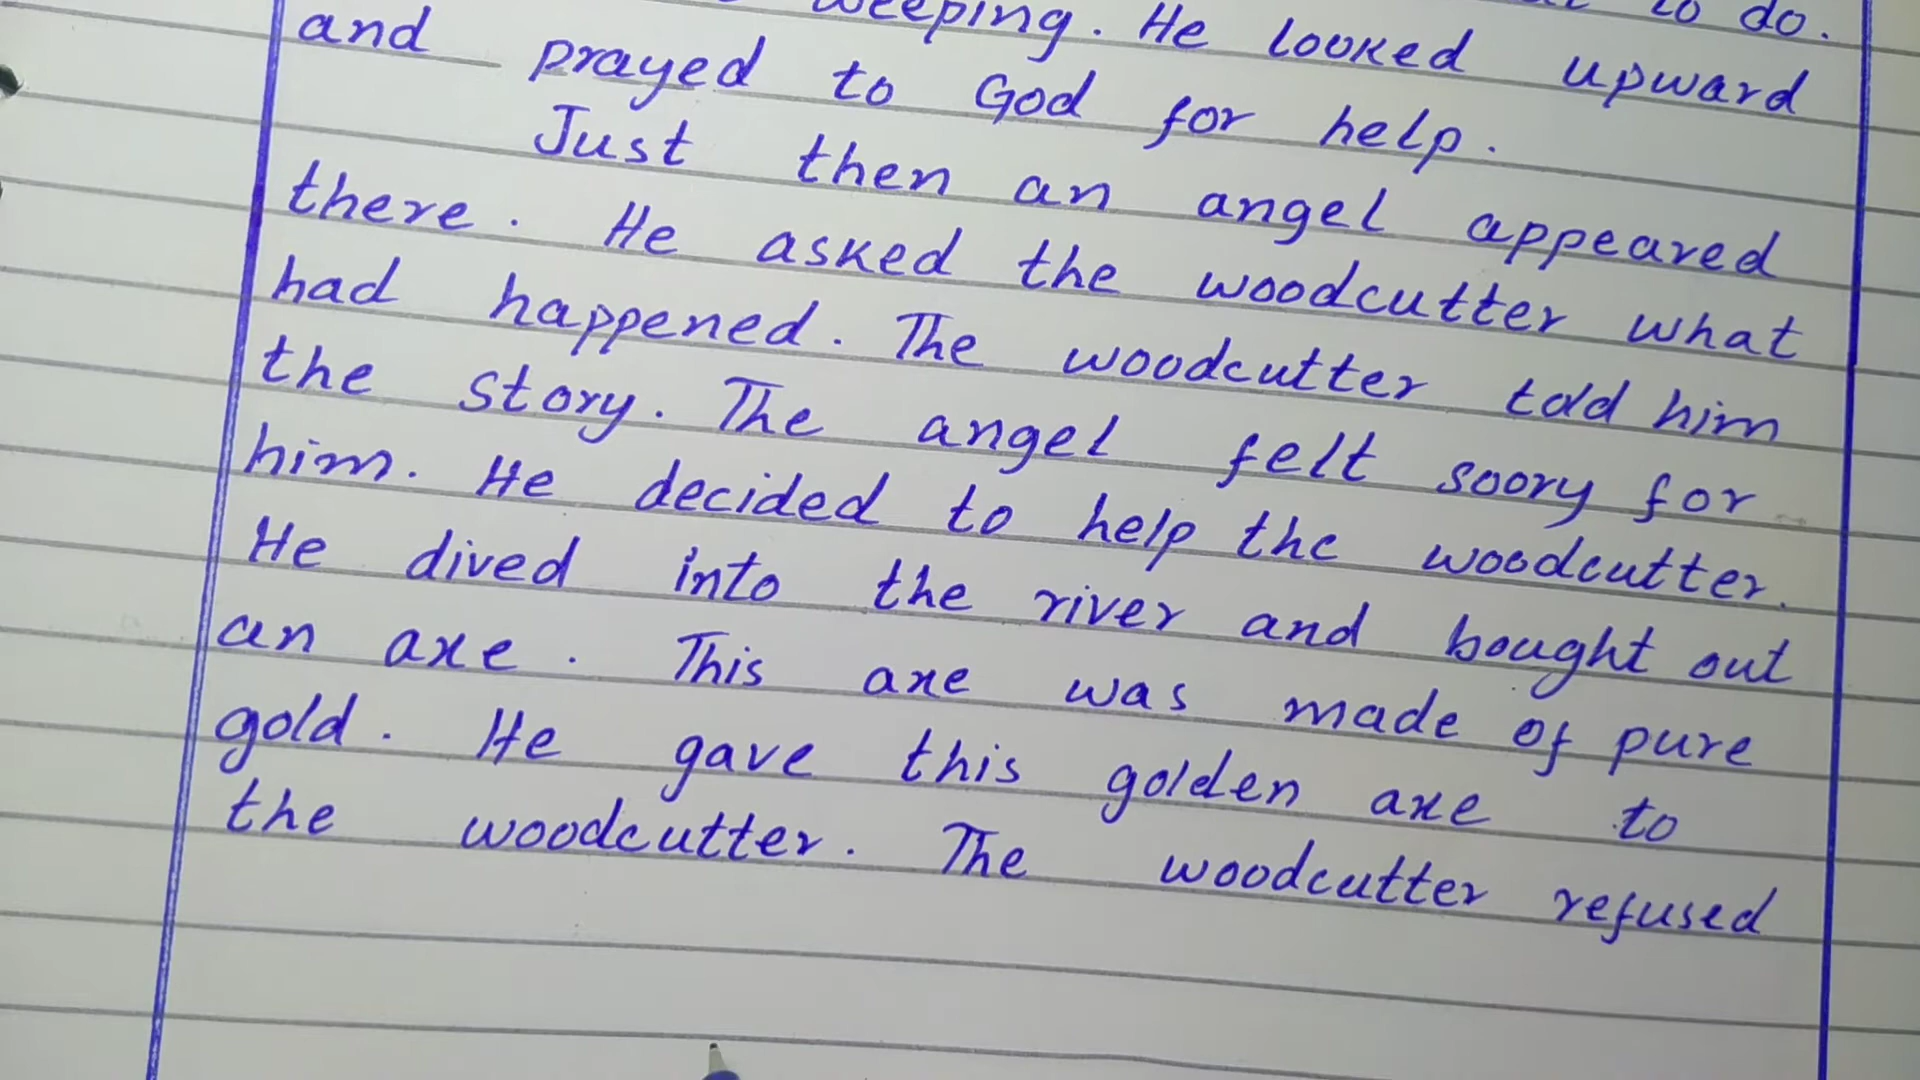 weeping. He looked upward to do.
and prayed to God for help.
Just then an angel appeared
there. He asked the woodcutter what
had happened. The woodcutter told him
the story. The angel felt soory for
him. He decided to help the woodcutter.
He dived into the river and bought out
an axe. This axe was made of pure
gold. He gave this golden axe to
the woodcutter. The woodcutter refused